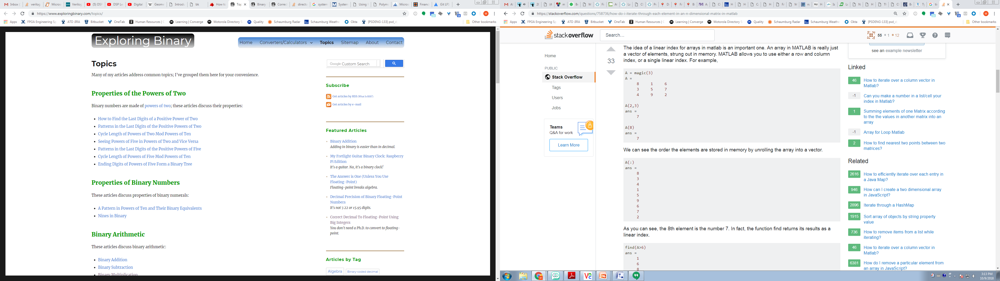 Inbox (
verilog
Micros
Verilog
(5) DSP
DSP Le
Digital
Geome
Introdu
bk
How to
Top
Binary
Correct
directo
system
System
Using
Polyme
Micros
Financ
Git LFS
https://www.exploringbinary.com/topics/
Apps
FPGA Engineering Sp
ATD JIRA
Bitbucket
OneTab
Human Resources | C
Learning | Converge
Motorola Directory S
Quality
Schaumburg Radar
Schaumburg Weathe
Okta
[PSDENG-133] psd_d
Other bookmarks
Exploring Binary
Home Converters/Calculators Topics Sitemap About Contact
Topics
Many of my articles address common topics; I've grouped them here for your convenience.
Properties of the Powers of Two
Binary numbers are made of powers of two; these articles discuss their properties:
• How to Find the Last Digits of a Positive Power of Two
• Patterns in the Last Digits of the Positive Powers of Two
• Cycle Length of Powers of Two Mod Powers of Ten
• Seeing Powers of Five in Powers of Two and Vice Versa
• Patterns in the Last Digits of the Positive Powers of Five
• Cycle Length of Powers of Five Mod Powers of Ten
• Ending Digits of Powers of Five Form a Binary Tree
Properties of Binary Numbers
These articles discuss properties of binary numerals:
• A Pattern in Powers of Ten and Their Binary Equivalents
• Nines in Binary
Binary Arithmetic
These articles discuss binary arithmetic:
• Binary Addition
• Binary Subtraction
• Binary Multiplication
Google Custom Search
Subscribe
Get articles by RSS (What Is RSS?)
Get articles by e-mail
Featured Articles
Binary Addition
Adding in binary is easier than in decimal.
My Fretlight Guitar Binary Clock: Raspberry
Pi Edition
It's a guitar. No, it's a binary clock!
The Answer is One (Unless You Use
Floating-Point)
Floating-point breaks algebra.
Decimal Precision of Binary Floating-Point
Numbers
It's not 7.22 or 15.95 digits.
Correct Decimal To Floating-Point Using
Big Integers
You don't need a Ph.D. to convert to floating-
point.
Articles by Tag
Algebra Binary-coded decimal
https://stackoverflow.com/questions/758736/how-do-i-iterate-through-each-element-in-an-n-dimensional-matrix-in-matlab
Apps
FPGA Engineering Sp
ATD JIRA
Bitbucket
OneTab
Human Resources | C
Learning | Converge
Motorola Directory S
Quality
Schaumburg Radar
Schaumburg Weathe
Okta
[PSDENG-133] psd_d
Other bookmarks
stackoverflow
Search...
55 1 12
Home
PUBLIC
Stack Overflow
Tags
Users
Jobs
Teams
Q&A for work
Learn More
33
The idea of a linear index for arrays in matlab is an important one. An array in MATLAB is really just
a vector of elements, strung out in memory. MATLAB allows you to use either a row and column
index, or a single linear index. For example,
A = magic(3)
A =
8 1 6
3 5 7
4 9 2
A(2,3)
ans =
7
A(8)
ans =
7
We can see the order the elements are stored in memory by unrolling the array into a vector.
A(:)
ans =
8
3
4
1
5
9
6
7
2
As you can see, the 8th element is the number 7. In fact, the function find returns its results as a
linear index.
find(A>6)
ans =
1
6
8
see an example newsletter
Linked
46 How to iterate over a column vector in
Matlab?
-1 Can you make a number in a list/cell your
index in Matlab?
1 Summing elements of one Matrix according
to the the values in another matrix into an
array
-1 Array for Loop Matlab
2 How to find nearest two points between two
matrices?
Related
2616 How to efficiently iterate over each entry in
a Java Map?
946 How can I create a two dimensional array
in JavaScript?
2896 Iterate through a HashMap
1915 Sort array of objects by string property
value
736 How to remove items from a list while
iterating?
46 How to iterate over a column vector in
Matlab?
6381 How do I remove a particular element from
an array in JavaScript?
3:13 PM
10/9/2018